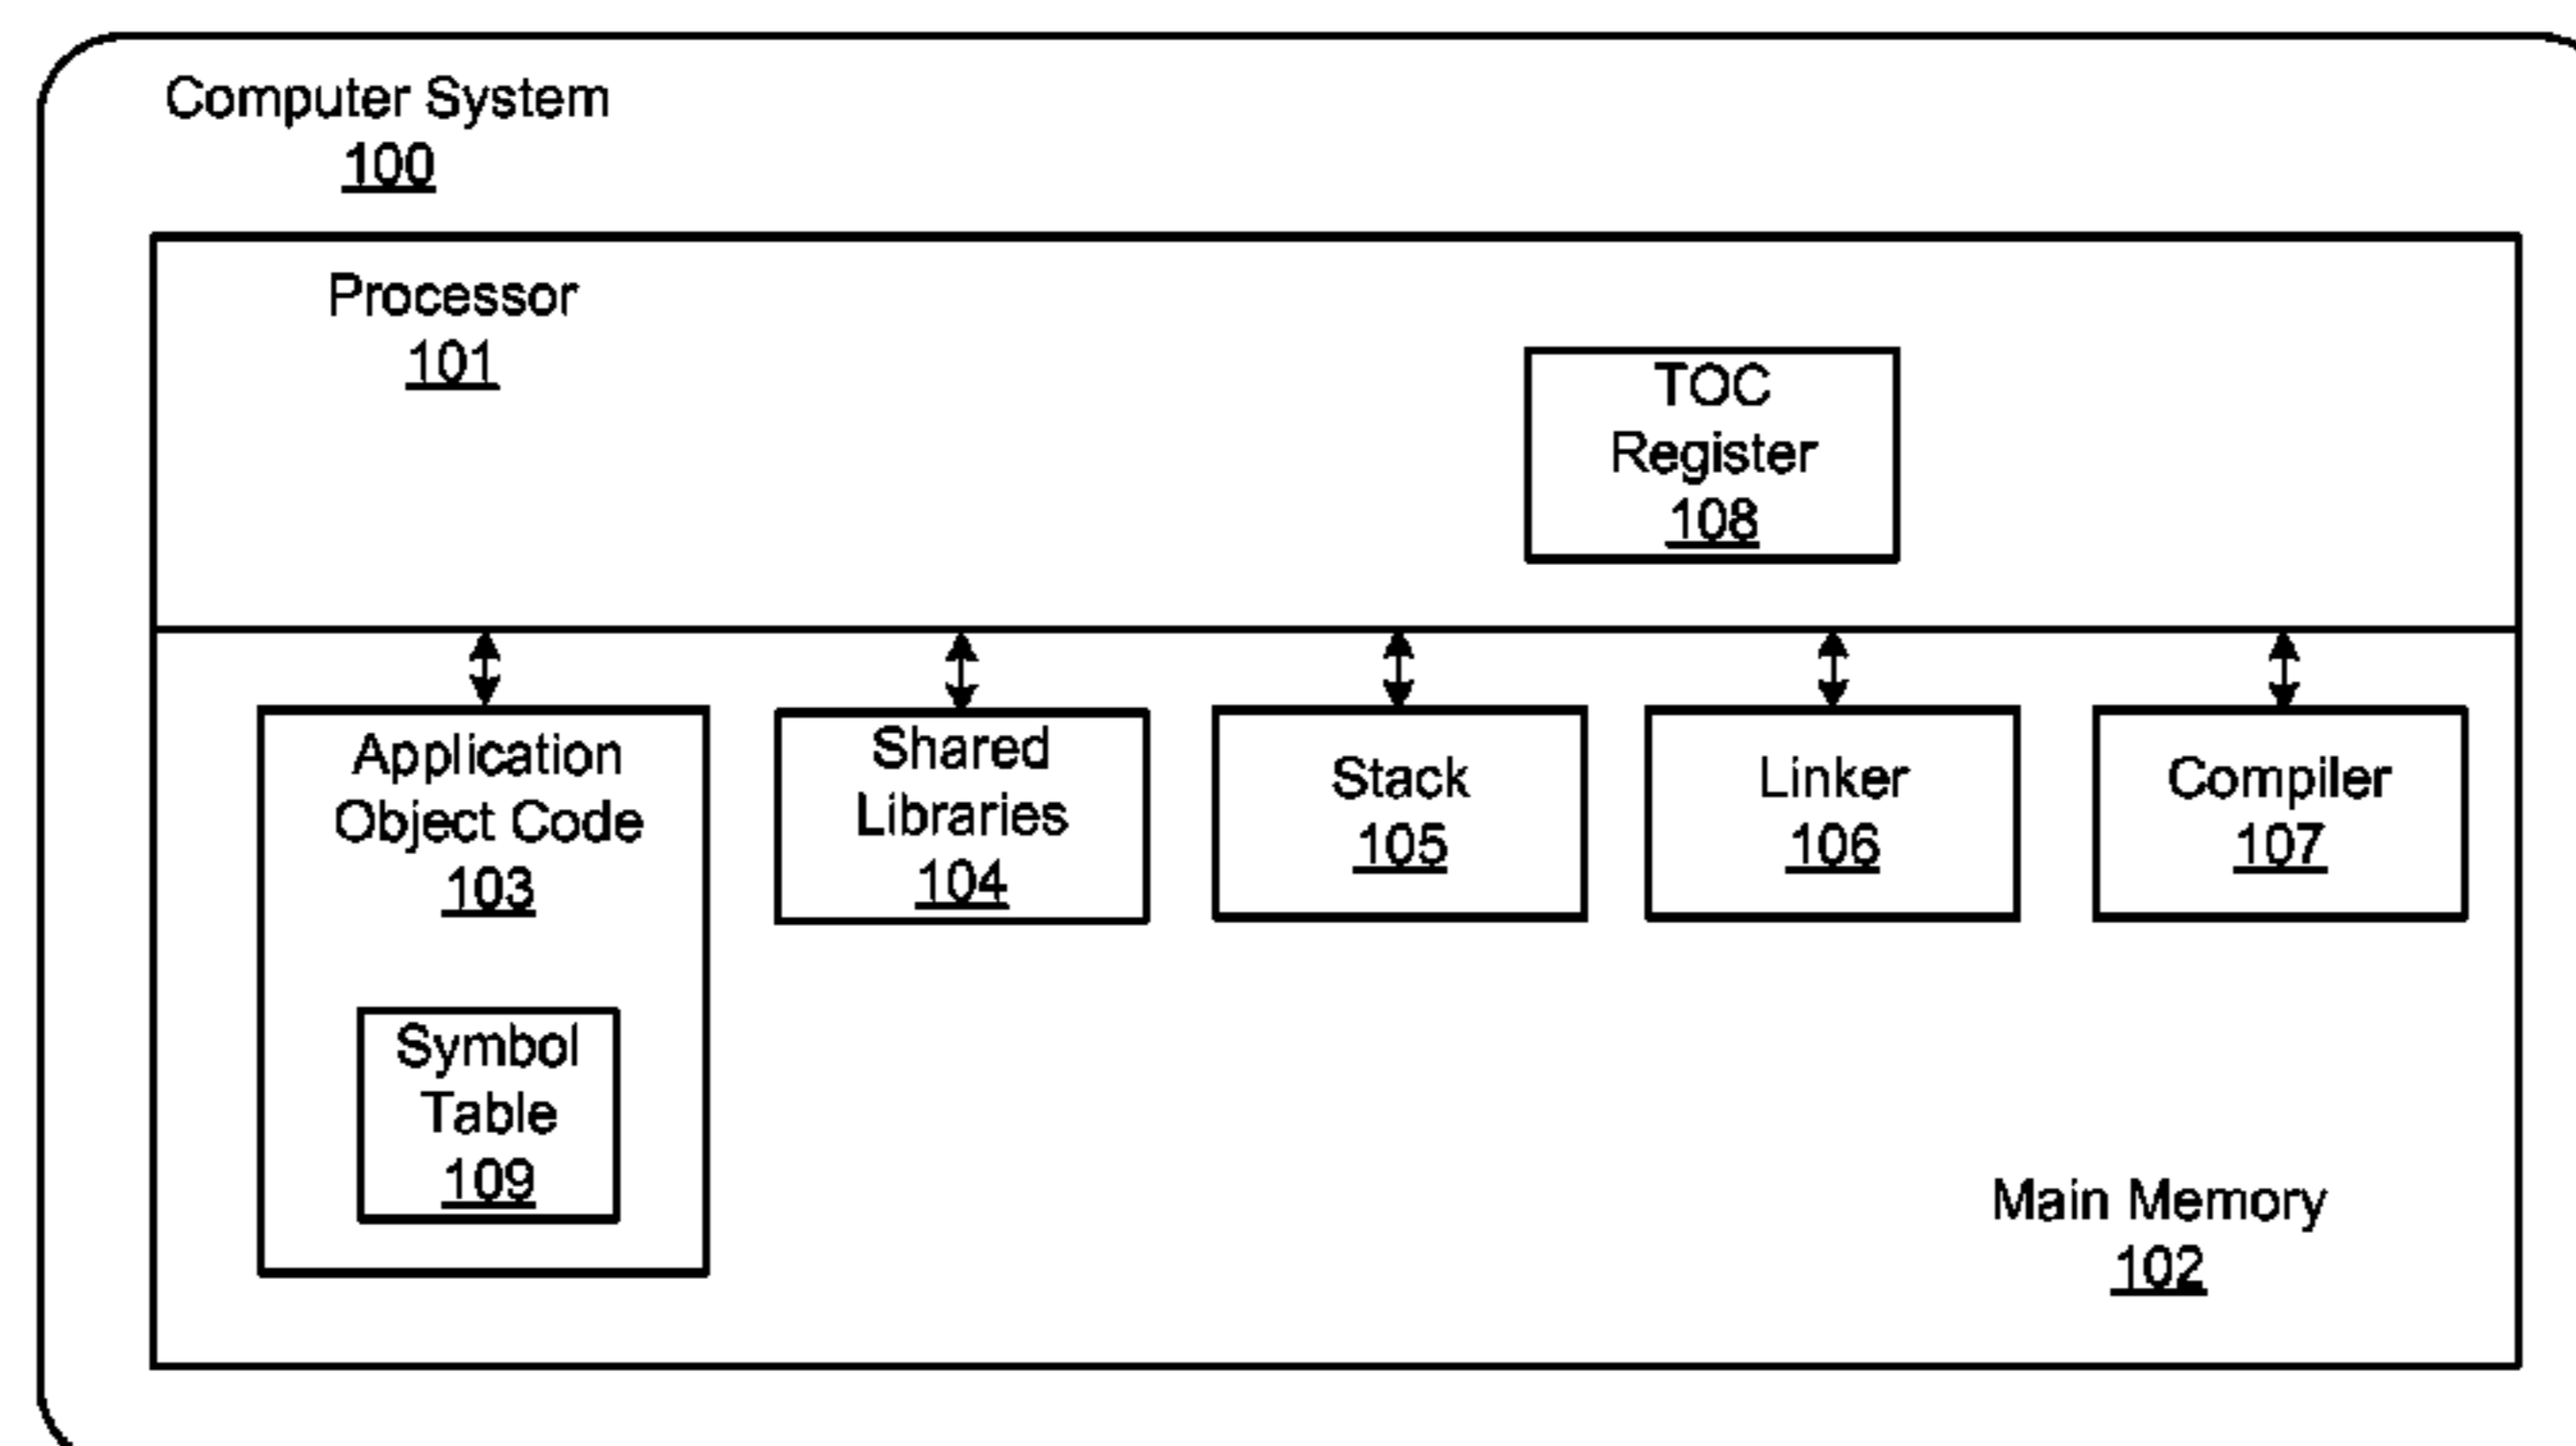 Computer System
100
Processor
101
TOC
Register
108
Application
Object Code
103
Shared
Libraries
104
Stack
105
Linker
106
Compiler
107
Symbol
Table
109
Main Memory
102